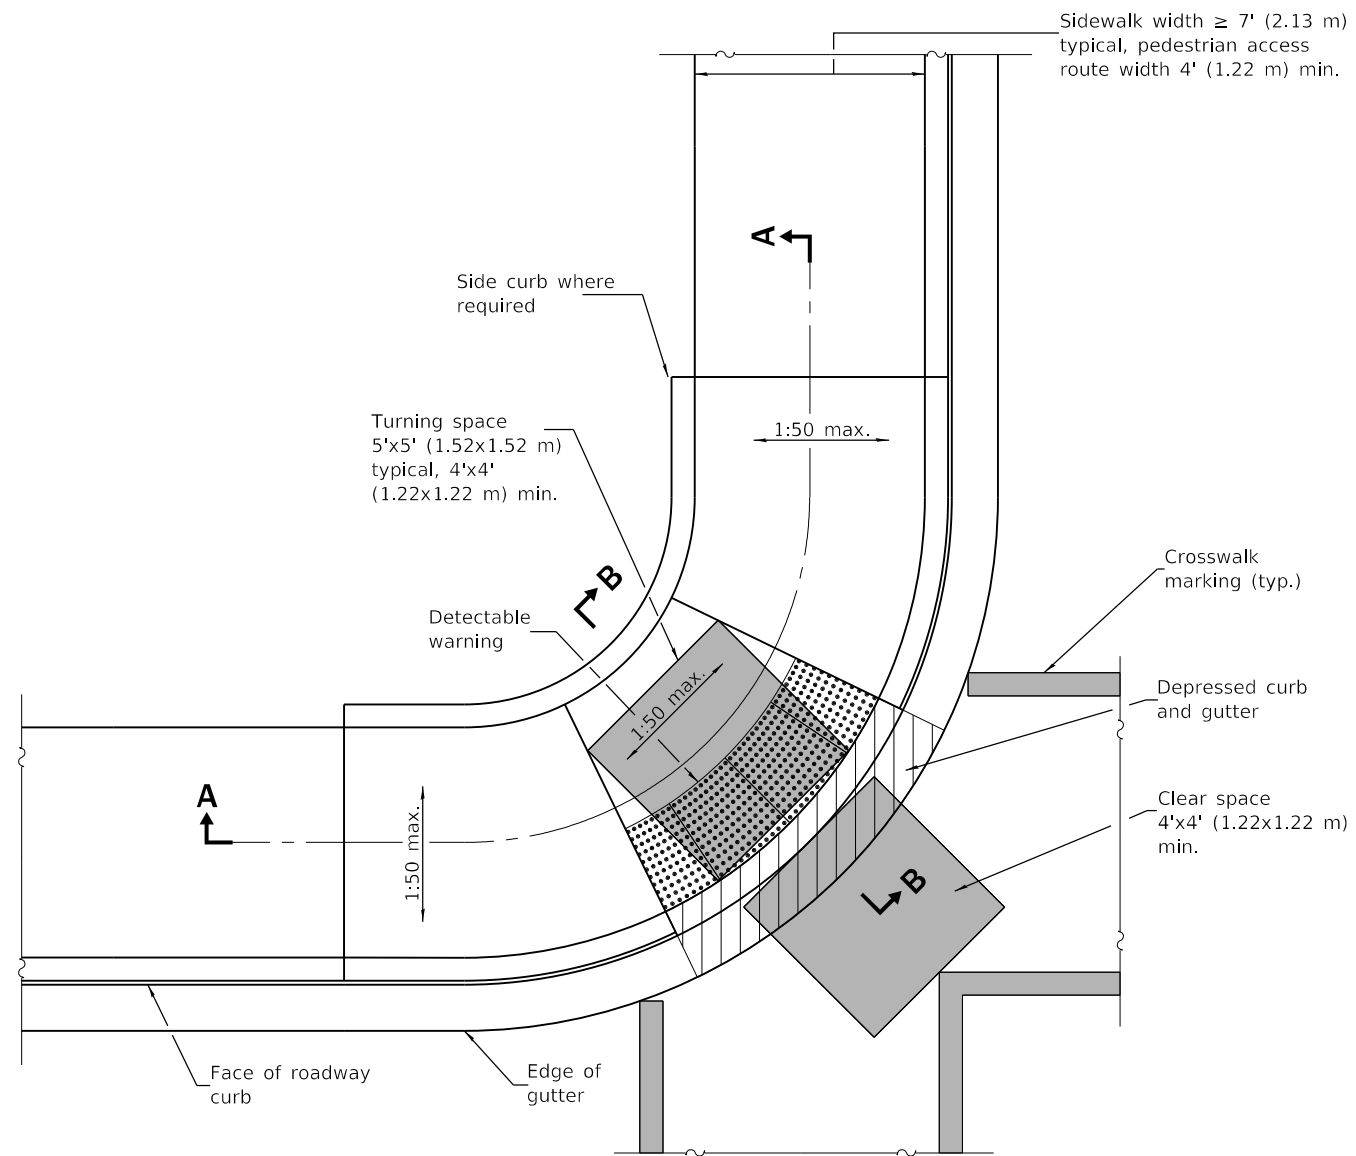 Sidewalk width ≥ 7' (2.13 m)
typical, pedestrian access
route width 4' (1.22 m) min.
A
Side curb where
required
Turning space
5'x5' (1.52x1.52 m)
typical, 4'x4'
(1.22x1.22 m) min.
1:50 max.
B
Crosswalk
marking (typ.)
Detectable
warning
1:50 max.
Depressed curb
and gutter
A
1:50 max.
Clear space
4'x4' (1.22x1.22 m)
min.
B
Face of roadway
curb
Edge of
gutter